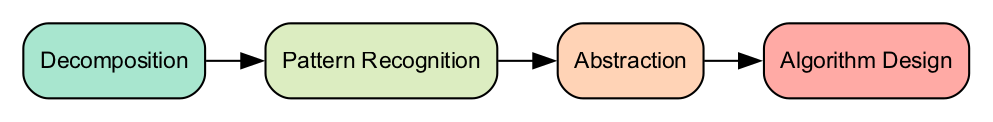 Decomposition
Pattern Recognition
Abstraction
Algorithm Design